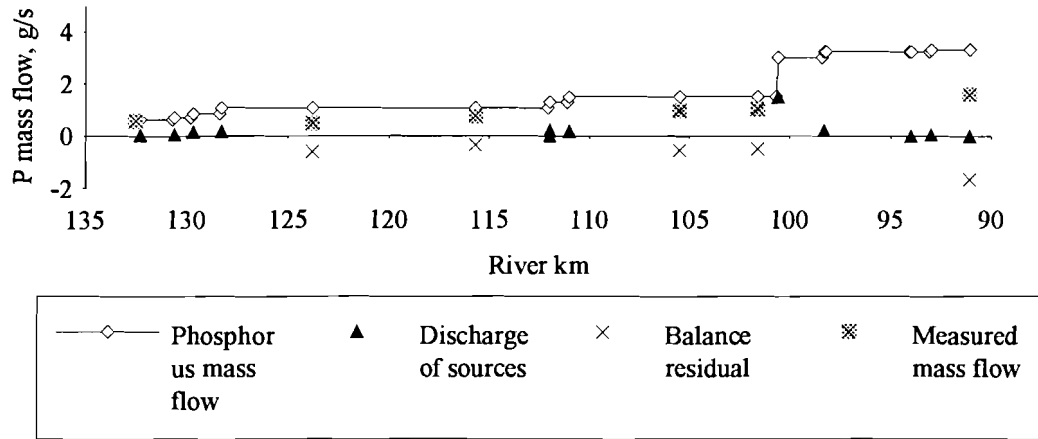 P mass flow, g/s
4
2
0
-2
135 130 125 120 115 110 105 100 95 90
River km
Phosphor
us mass
flow
Discharge
of sources
Balance
residual
Measured
mass flow